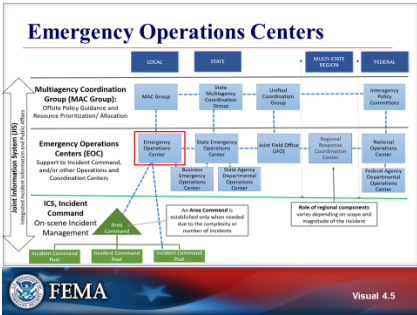 Emergency Operations Centers
LOCAL
STATE
MULTI-STATE
REGION
FEDERAL
Joint Information System (JIS)
Integrated Incident Information and Public Affairs
Multiagency Coordination
Group (MAC Group):
Offsite Policy Guidance and
Resource Prioritization/ Allocation
MAC Group
State
Multiagency
Coordination
Group
Unified
Coordination
Group
Interagency
Policy
Committees
Emergency Operations
Centers (EOC)
Support to Incident Command,
and/or other Operations and
Coordination Centers
Emergency
Operations
Center
State Emergency
Operations
Center
Joint Field Office
(JFO)
Regional
Response
Coordination
Center
National
Operations
Center
Business
Emergency
Operations
Center
State Agency
Departmental
Operations
Center
Federal Agency
Departmental
Operations
Center
ICS, Incident
Command
On-scene Incident
Management
Area
Command
An Area Command is
established only when needed
due to the complexity or
number of incidents
Role of regional components
varies depending on scope and
magnitude of the incident
Incident Command
Post
Incident Command
Post
Incident Command
Post
FEMA
Visual 4.5